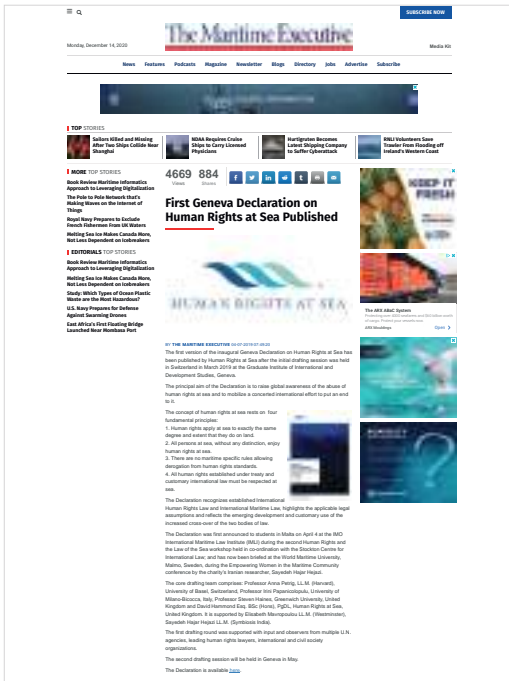 SUBSCRIBE NOW
The Maritime Executive
Monday, December 14, 2020
Media Kit
News Features Podcasts Magazine Newsletter Blogs Directory Jobs Advertise Subscribe
TOP STORIES
Sailors Killed and Missing
After Two Ships Collide Near
Shanghai
NOAA Requires Cruise
Ships to Carry Licensed
Physicians
Hurtigruten Becomes
Latest Shipping Company
to Suffer Cyberattack
RNLI Volunteers Save
Trawler From Flooding off
Ireland's Western Coast
MORE TOP STORIES
Book Review Maritime Informatics
Approach to Leveraging Digitalization
The Pole to Pole Network that's
Making Waves on the Internet of
Things
Royal Navy Prepares to Exclude
French Fishermen From UK Waters
Melting Sea Ice Makes Canada More,
Not Less Dependent on Icebreakers
EDITORIALS TOP STORIES
Book Review Maritime Informatics
Approach to Leveraging Digitalization
Melting Sea Ice Makes Canada More,
Not Less Dependent on Icebreakers
Study: Which Types of Ocean Plastic
Waste are the Most Hazardous?
U.S. Navy Prepares for Defense
Against Swarming Drones
East Africa's First Floating Bridge
Launched Near Mombasa Port
4669 884
Views Shares
First Geneva Declaration on
Human Rights at Sea Published
HUMAN RIGHTS AT SEA
BY THE MARITIME EXECUTIVE
The first version of the inaugural Geneva Declaration on Human Rights at Sea has
been published by Human Rights at Sea after the initial drafting session was held
in Switzerland in March 2019 at the Graduate Institute of International and
Development Studies, Geneva.
The principal aim of the Declaration is to raise global awareness of the abuse of
human rights at sea and to mobilize a concerted international effort to put an end
to it.
The concept of human rights at sea rests on four
fundamental principles:
1. Human rights apply at sea to exactly the same
degree and extent that they do on land.
2. All persons at sea, without any distinction, enjoy
human rights at sea.
3. There are no maritime specific rules allowing
derogation from human rights standards.
4. All human rights established under treaty and
customary international law must be respected at
sea.
The Declaration recognizes established International
Human Rights Law and International Maritime Law, highlights the applicable legal
assumptions and reflects the emerging development and customary use of the
increased cross-over of the two bodies of law.
The Declaration was first announced to students in Malta on April 4 at the IMO
International Maritime Law Institute (IMLI) during the second Human Rights and
the Law of the Sea workshop held in co-ordination with the Stockton Centre for
International Law; and has now been briefed at the World Maritime University,
Malmo, Sweden, during the Empowering Women in the Maritime Community
conference by the charity's Iranian researcher, Sayedeh Hajar Hejazi.
The core drafting team comprises: Professor Anna Petrig, LL.M. (Harvard),
University of Basel, Switzerland, Professor Irini Papanicolopulu, University of
Milano-Bicocca, Italy, Professor Steven Haines, Greenwich University, United
Kingdom and David Hammond Esq. BSc (Hons), PgDL, Human Rights at Sea,
United Kingdom. It is supported by Elisabeth Mavropoulou LL.M. (Westminster),
Sayedeh Hajar Hejazi LL.M. (Symbiosis India).
The first drafting round was supported with input and observers from multiple U.N.
agencies, leading human rights lawyers, international and civil society
organizations.
The second drafting session will be held in Geneva in May.
The Declaration is available here.
KEEP IT
FRESH
The ARS ABaC System
Open